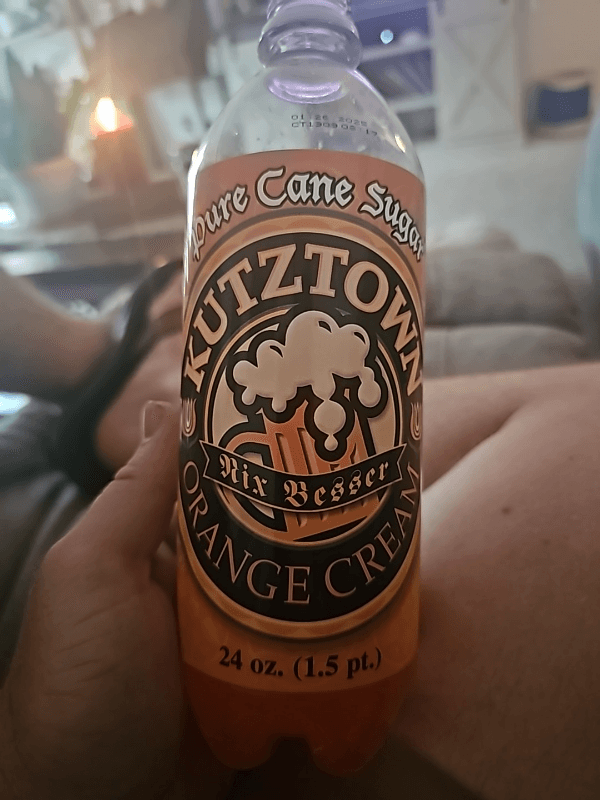 Pure Cane Sugar
KUTZTOWN
Nix Besser
ORANGE CREAM
24 oz. (1.5 pt.)